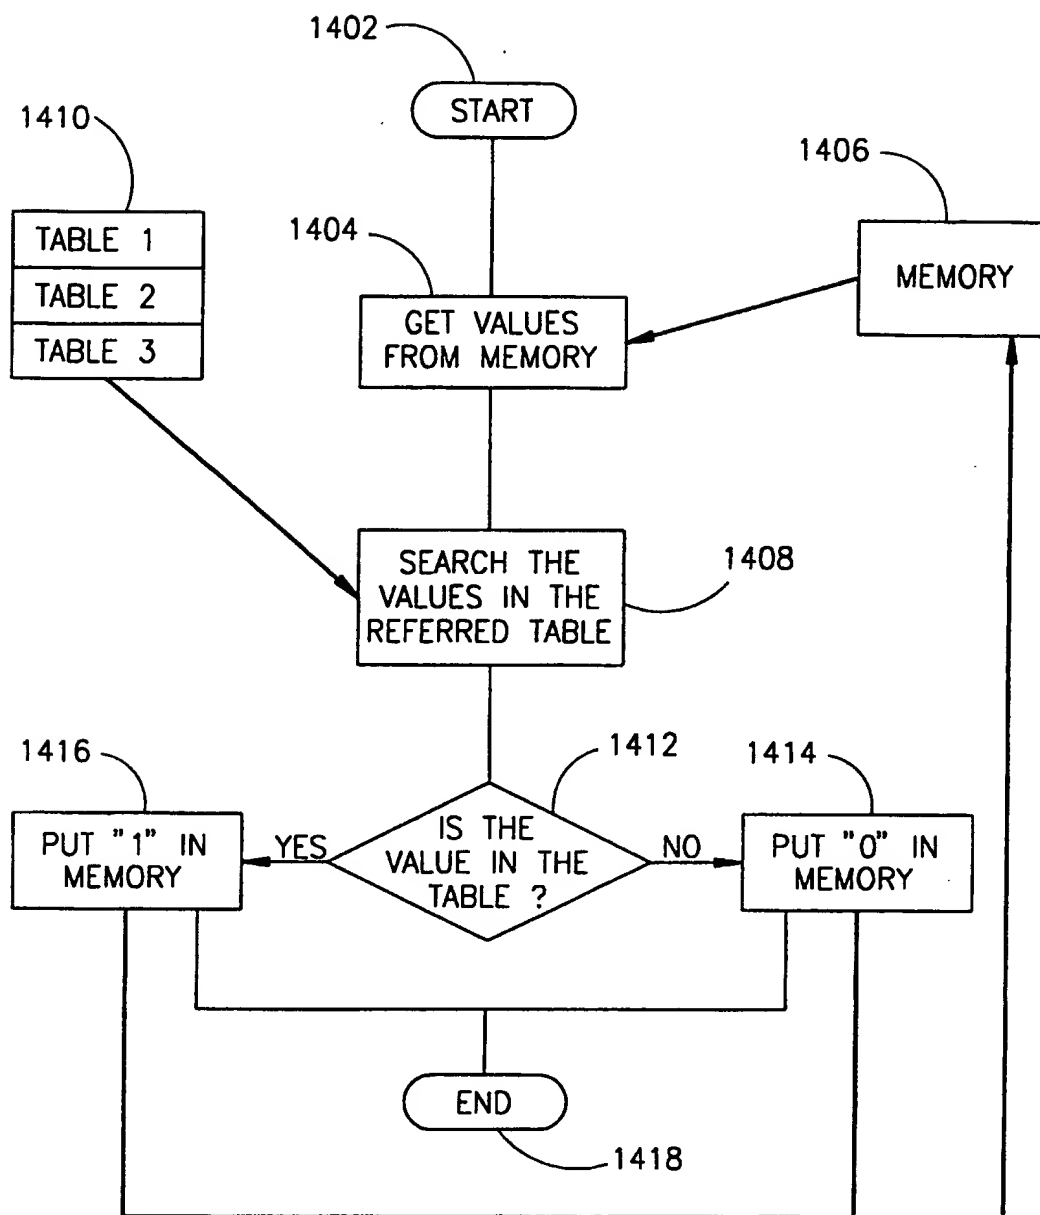 1402
START
1410
1406
TABLE 1
TABLE 2
TABLE 3
1404
GET VALUES
FROM MEMORY
MEMORY
SEARCH THE
VALUES IN THE
REFERRED TABLE
1408
1416
1412
1414
PUT "1" IN
MEMORY
YES
IS THE
VALUE IN THE
TABLE ?
NO
PUT "0" IN
MEMORY
END
1418